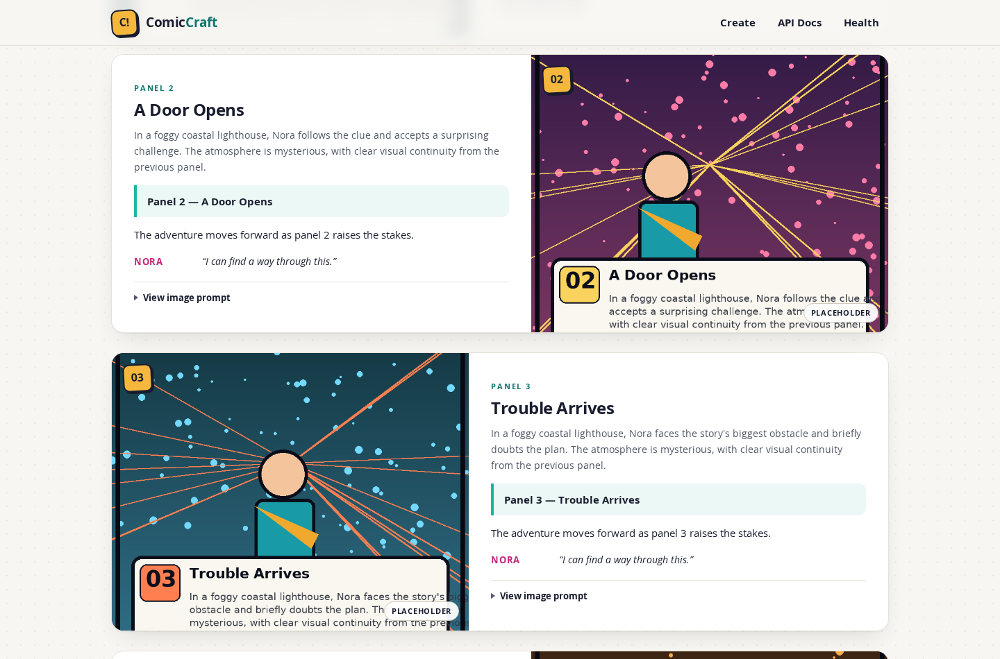 C! ComicCraft
Create API Docs Health
PANEL 2
A Door Opens
In a foggy coastal lighthouse, Nora follows the clue and accepts a surprising
challenge. The atmosphere is mysterious, with clear visual continuity from the
previous panel.
Panel 2 — A Door Opens
The adventure moves forward as panel 2 raises the stakes.
NORA “I can find a way through this.”
View image prompt
02
02
A Door Opens
In a foggy coastal lighthouse, Nora follows the clue and
accepts a surprising challenge. The
PLACEHOLDER
with clear visual continuity from the previous panel.
03
03
Trouble Arrives
In a foggy coastal lighthouse, Nora faces the story's
obstacle and briefly doubts the plan.
PLACEHOLDER
mysterious, with clear visual continuity from the
PANEL 3
Trouble Arrives
In a foggy coastal lighthouse, Nora faces the story's biggest obstacle and briefly
doubts the plan. The atmosphere is mysterious, with clear visual continuity
from the previous panel.
Panel 3 — Trouble Arrives
The adventure moves forward as panel 3 raises the stakes.
NORA “I can find a way through this.”
View image prompt